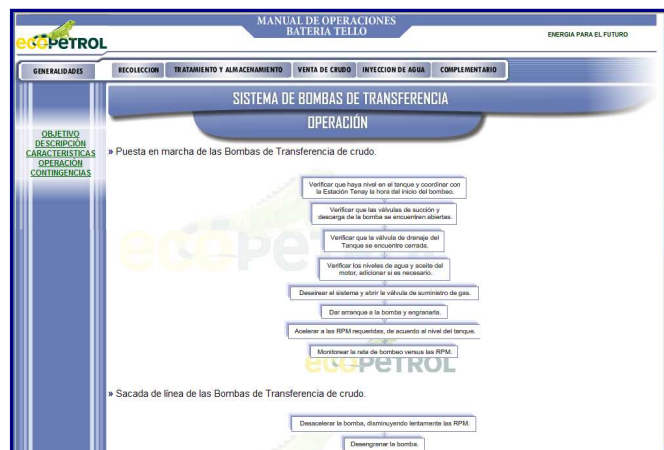 MANUAL DE OPERACIONES
BATERIA TELLO
ecopetrol
ENERGIA PARA EL FUTURO
GENERALIDADES
RECOLECCION TRATAMIENTO Y ALMACENAMIENTO VENTA DE CRUDO INYECCION DE AGUA COMPLEMENTARIO
SISTEMA DE BOMBAS DE TRANSFERENCIA
OPERACIÓN
OBJETIVO
DESCRIPCIÓN
CARACTERISTICAS
OPERACIÓN
CONTINGENCIAS
» Puesta en marcha de las Bombas de Transferencia de crudo.
Verificar que haya nivel en el tanque y coordinar con
la Estación Tenay la hora del inicio del bombeo.
Verificar que las válvulas de succión y
descarga de la bomba se encuentren abiertas.
Verificar que la válvula de drenaje del
Tanque se encuentre cerrada.
Verificar los niveles de agua y aceite del
motor, adicionar si es necesario.
Desairear el sistema y abrir la válvula de suministro de gas.
Dar arranque a la bomba y engranarla.
Acelerar a las RPM requeridas, de acuerdo al nivel del tanque.
Monitorear la rata de bombeo versus las RPM.
ecopetrol
» Sacada de línea de las Bombas de Transferencia de crudo.
Desacelerar la bomba, disminuyendo lentamente las RPM.
Desengranar la bomba.